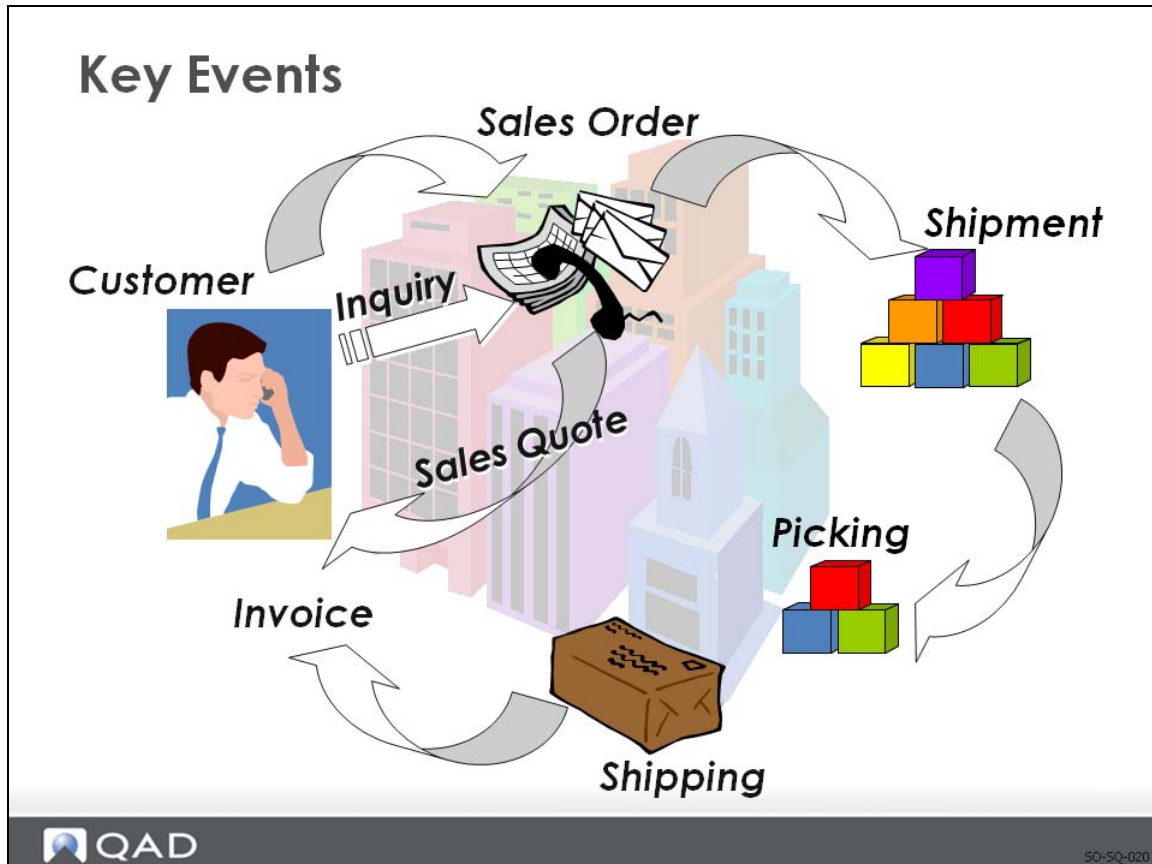 Key Events
Sales Order
Shipment
Customer
Inquiry
Sales Quote
Picking
Invoice
Shipping
QAD
SO-SQ-020